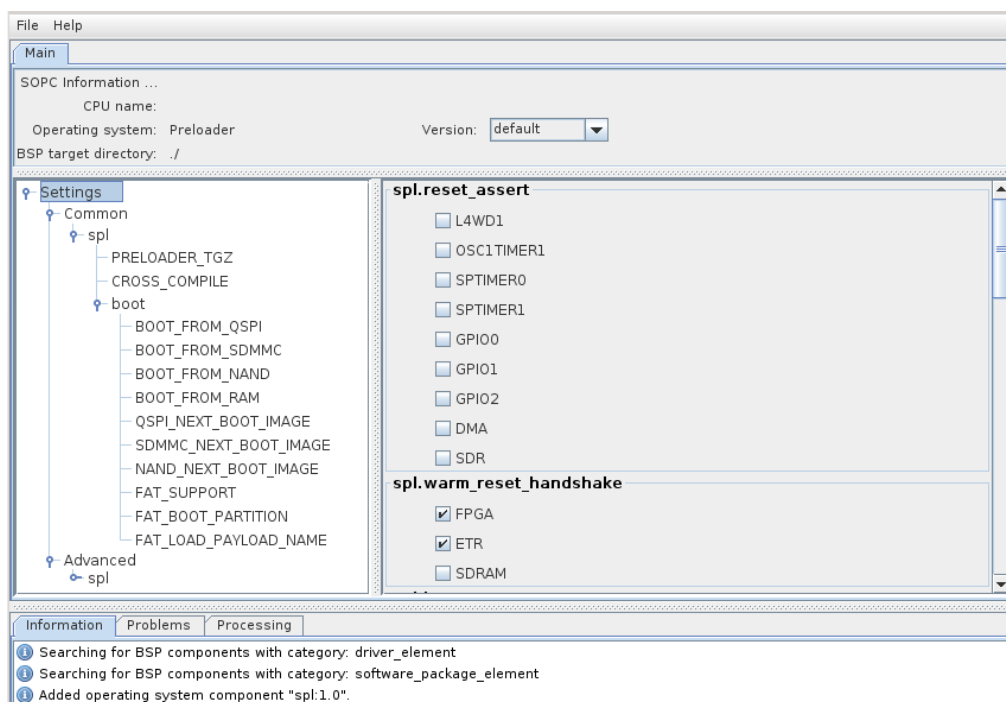 File Help
Main
SOPC Information ...
CPU name:
Operating system: Preloader Version: default
BSP target directory: ./
Settings
Common
spl
PRELOADER_TGZ
CROSS_COMPILE
boot
BOOT_FROM_QSPI
BOOT_FROM_SDMMC
BOOT_FROM_NAND
BOOT_FROM_RAM
QSPI_NEXT_BOOT_IMAGE
SDMMC_NEXT_BOOT_IMAGE
NAND_NEXT_BOOT_IMAGE
FAT_SUPPORT
FAT_BOOT_PARTITION
FAT_LOAD_PAYLOAD_NAME
Advanced
spl
spl.reset_assert
L4WD1
OSC1TIMER1
SPTIMER0
SPTIMER1
GPIO0
GPIO1
GPIO2
DMA
SDR
spl.warm_reset_handshake
FPGA
ETR
SDRAM
Information Problems Processing
Searching for BSP components with category: driver_element
Searching for BSP components with category: software_package_element
Added operating system component "spl:1.0".